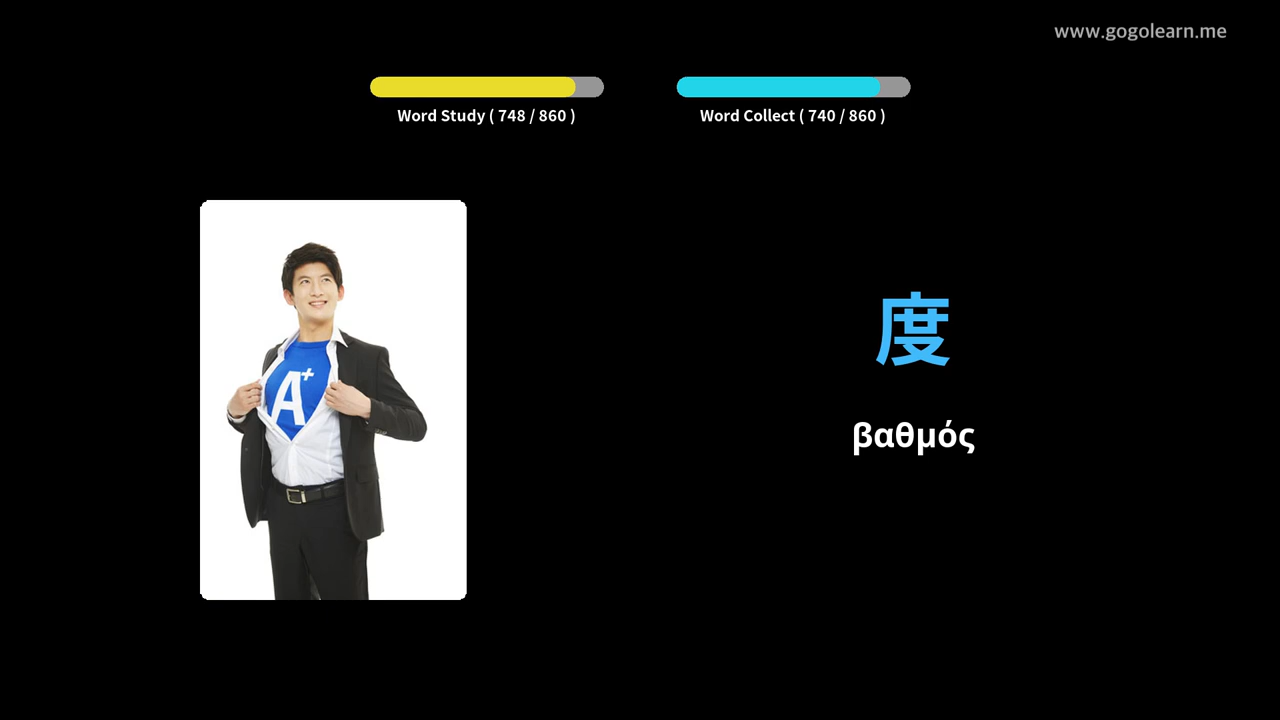 www.gogolearn.me
Word Study ( 748 / 860 )
Word Collect ( 740 / 860 )
A+
度
βαθμός